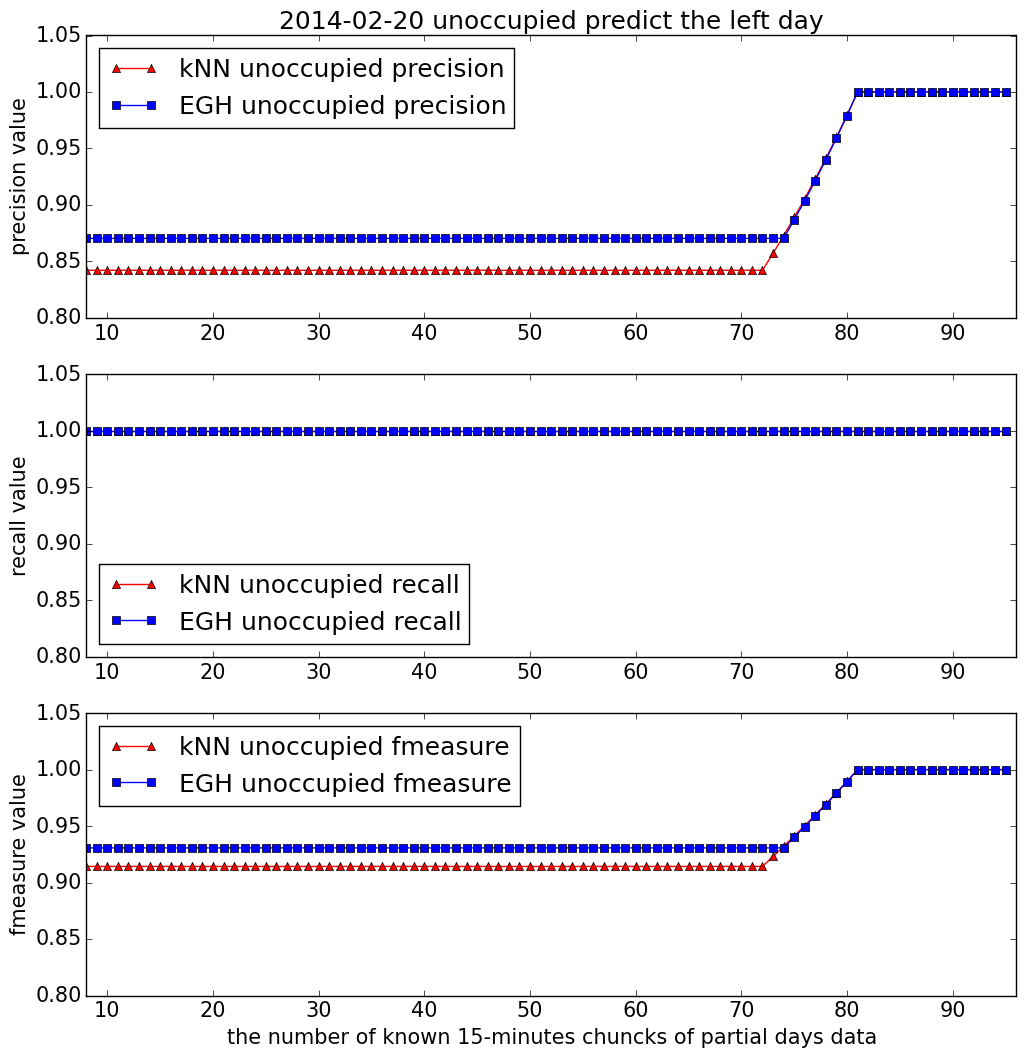 2014-02-20 unoccupied predict the left day
1.05
1.00
0.95
0.90
0.85
0.80
precision value
kNN unoccupied precision
EGH unoccupied precision
10 20 30 40 50 60 70 80 90
1.05
1.00
0.95
0.90
0.85
0.80
recall value
kNN unoccupied recall
EGH unoccupied recall
10 20 30 40 50 60 70 80 90
1.05
1.00
0.95
0.90
0.85
0.80
fmeasure value
kNN unoccupied fmeasure
EGH unoccupied fmeasure
10 20 30 40 50 60 70 80 90
the number of known 15-minutes chuncks of partial days data